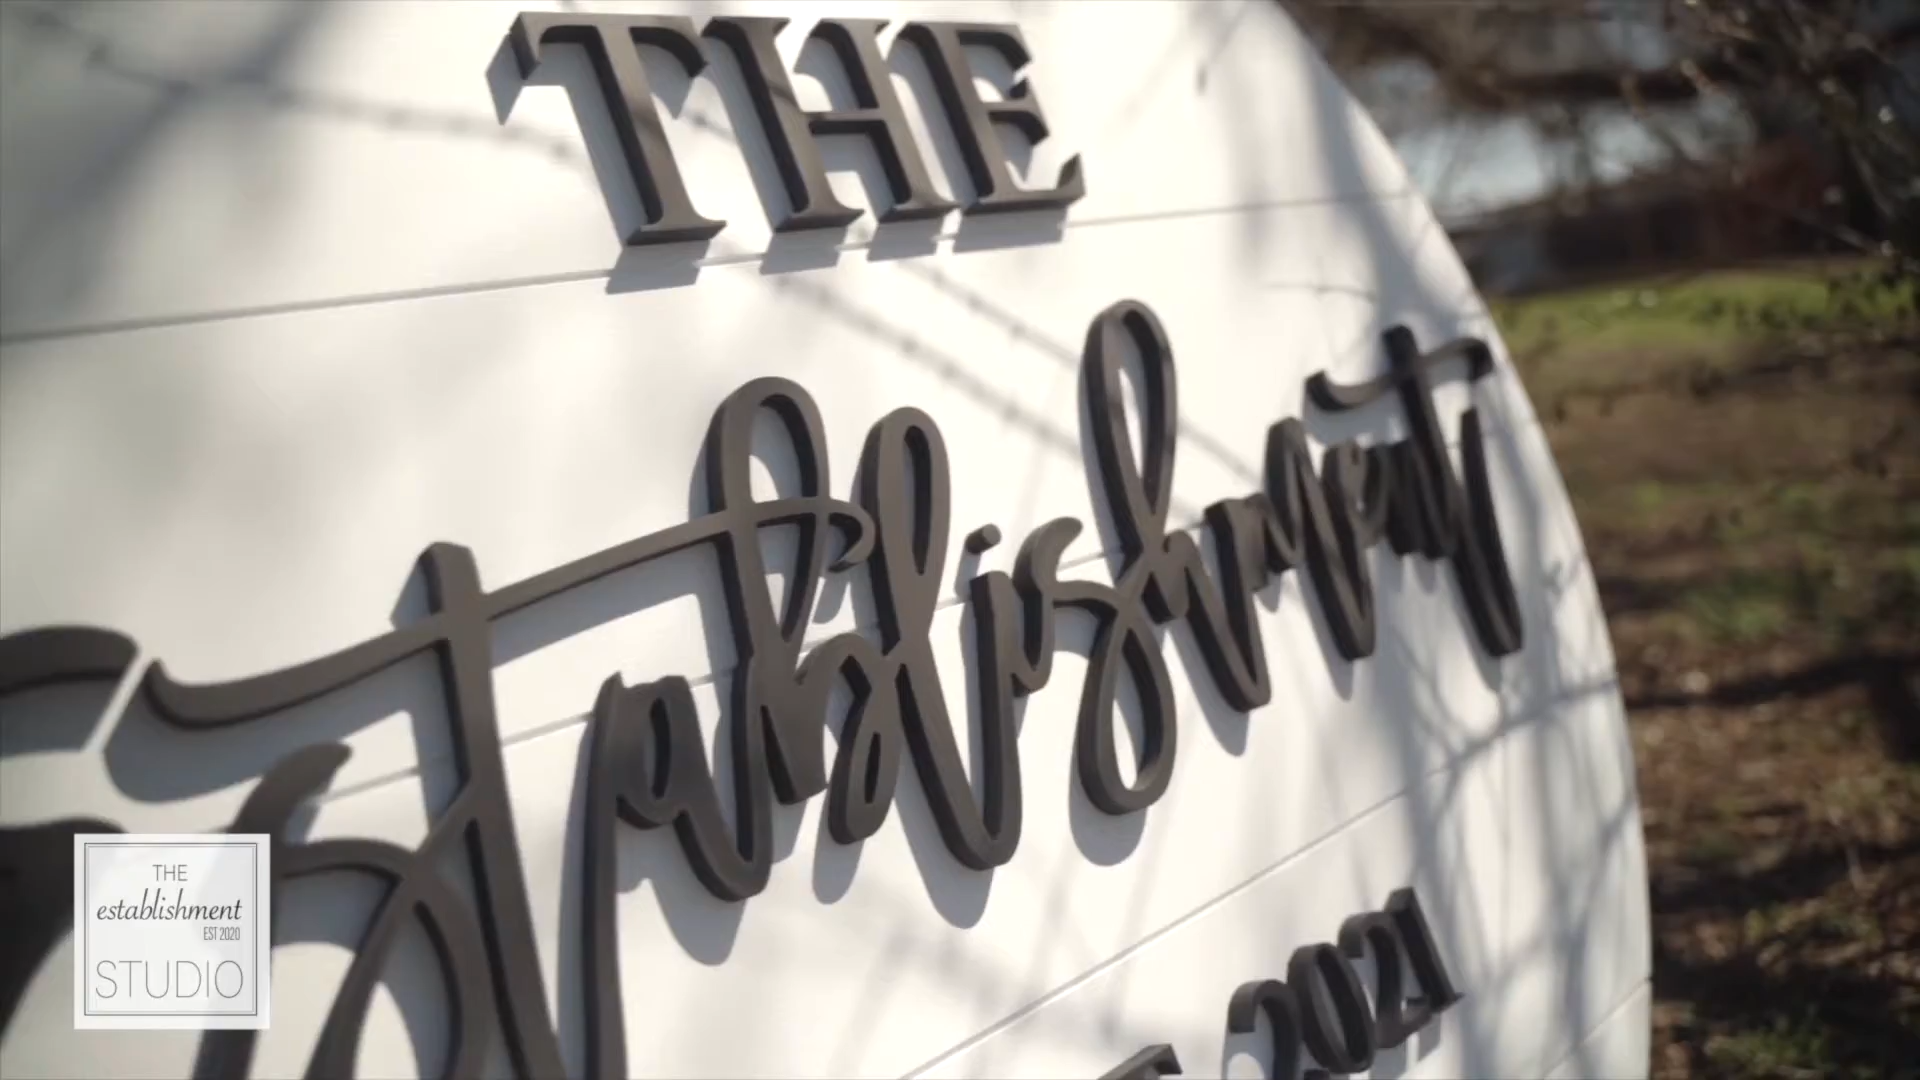 THE
Establishment
2021
THE
establishment
EST 2020
STUDIO